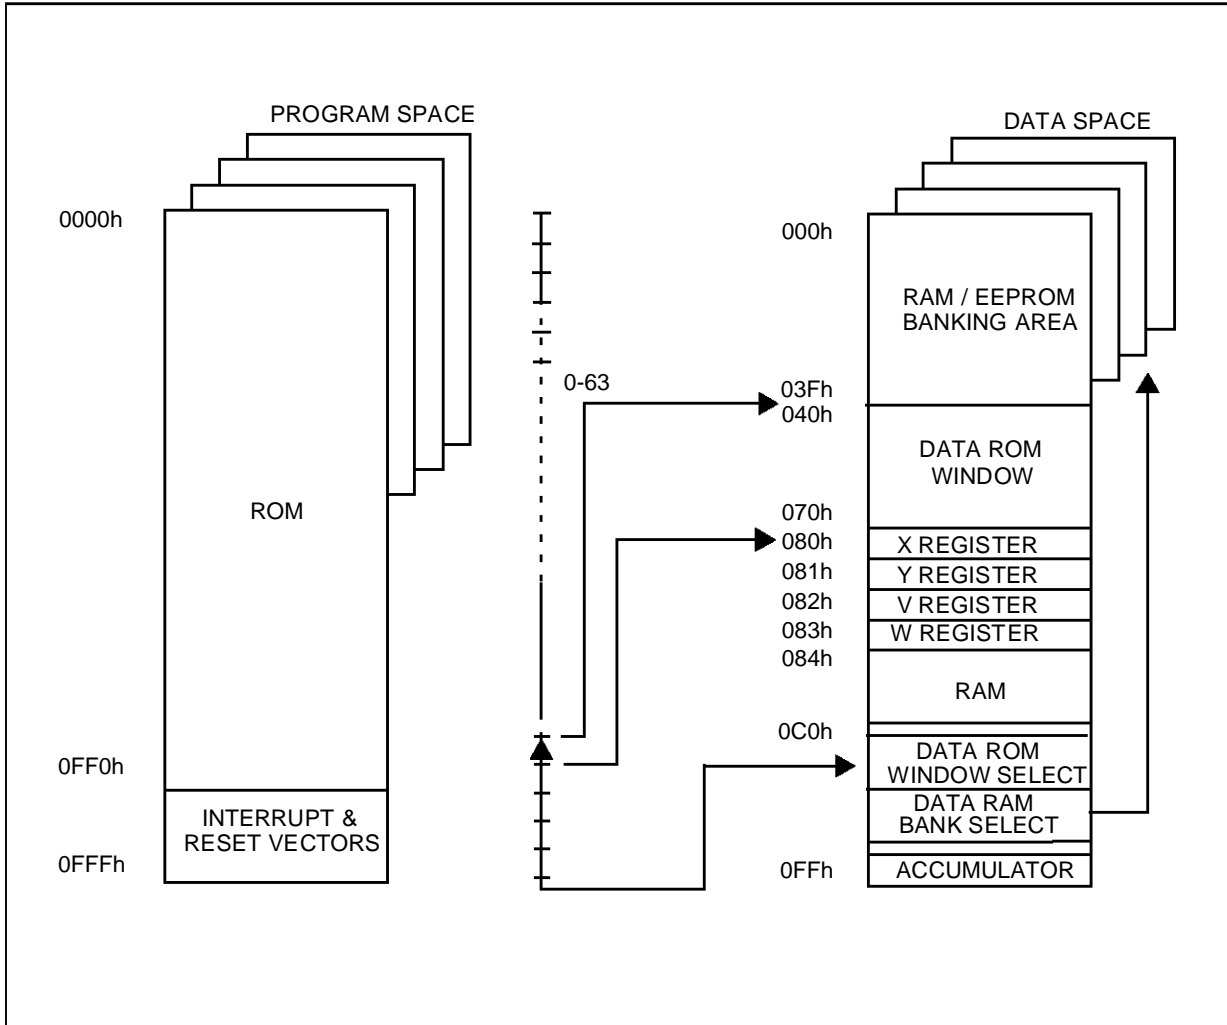 PROGRAM SPACE
0000h
ROM
0FF0h
INTERRUPT &
RESET VECTORS
0FFFh
0-63
DATA SPACE
000h
RAM / EEPROM
BANKING AREA
03Fh
040h
DATA ROM
WINDOW
070h
080h
X REGISTER
081h
Y REGISTER
082h
V REGISTER
083h
W REGISTER
084h
RAM
0C0h
DATA ROM
WINDOW SELECT
DATA RAM
BANK SELECT
0FFh
ACCUMULATOR